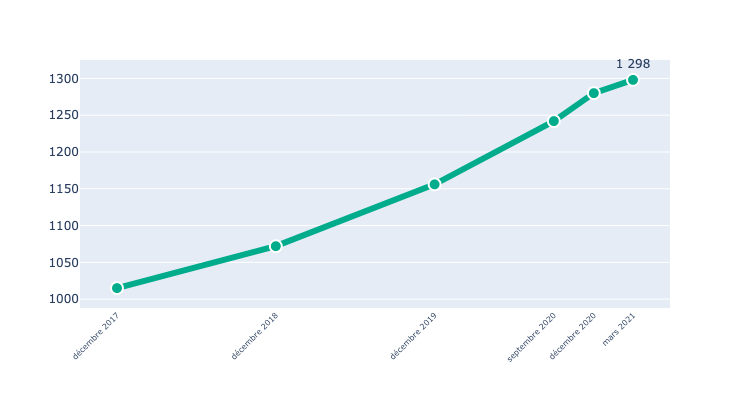 1 298
1300
1250
1200
1150
1100
1050
1000
décembre 2017
décembre 2018
décembre 2019
septembre 2020
décembre 2020
mars 2021